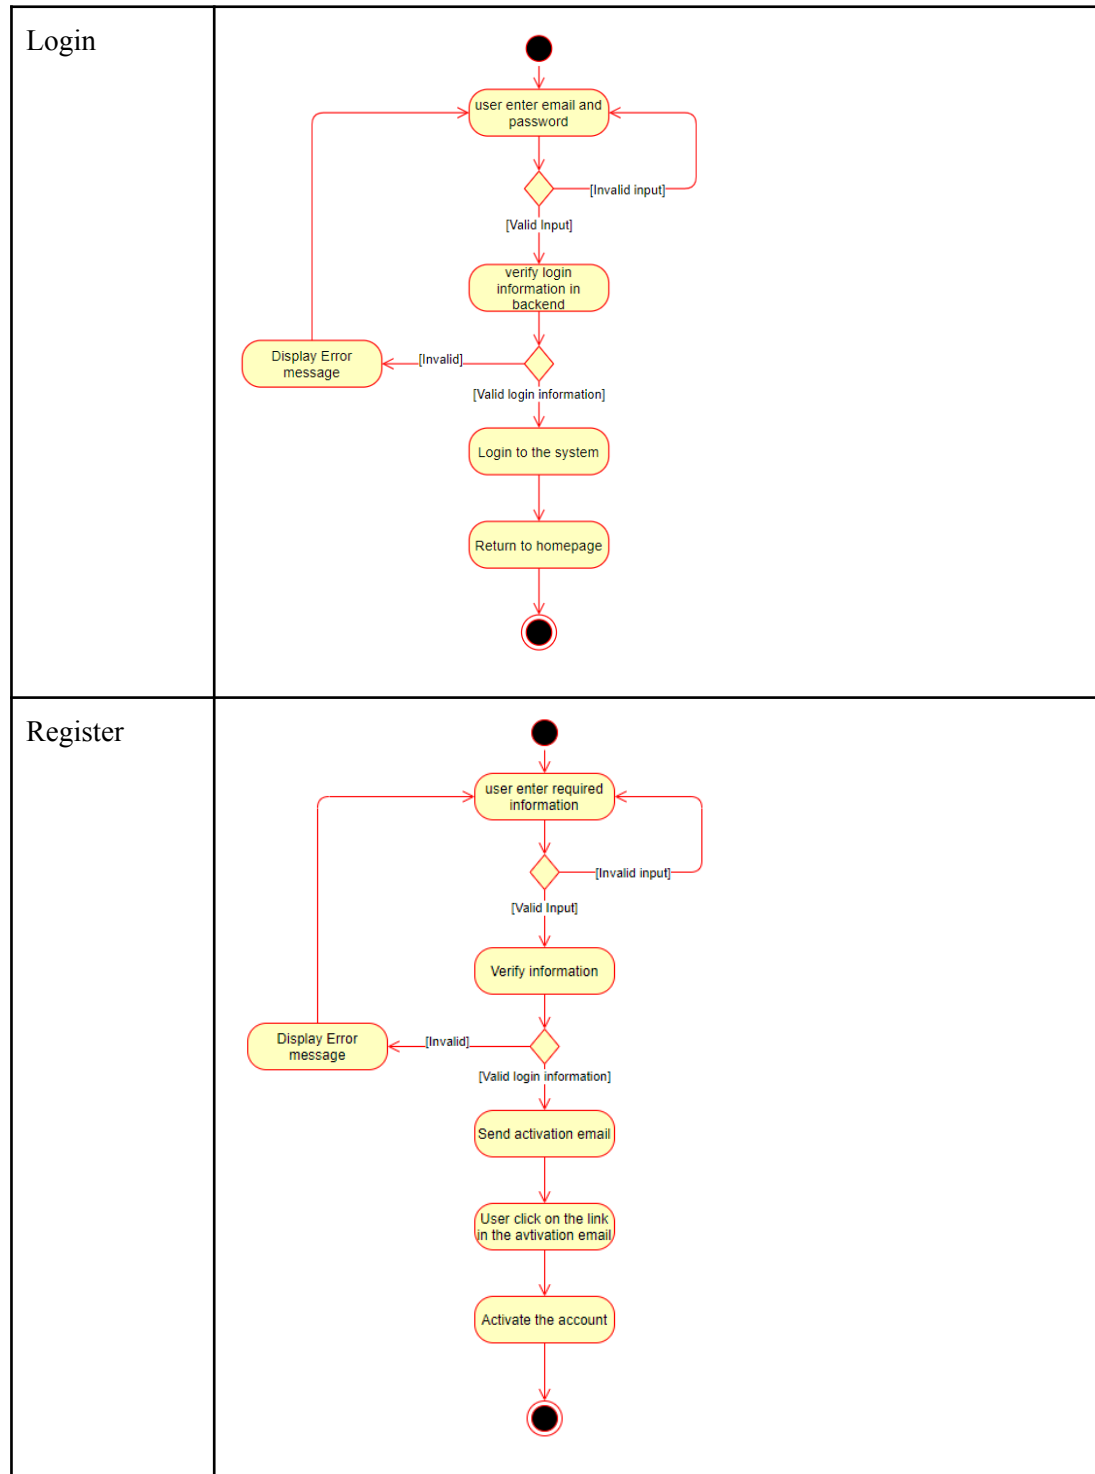 Login
user enter email and
password
[Invalid input]
[Valid Input]
verify login
information in
backend
Display Error
message
[Invalid]
[Valid login information]
Login to the system
Return to homepage
Register
user enter required
information
[Invalid input]
[Valid Input]
Verify information
Display Error
message
[Invalid]
[Valid login information]
Send activation email
User click on the link
in the avtivation email
Activate the account